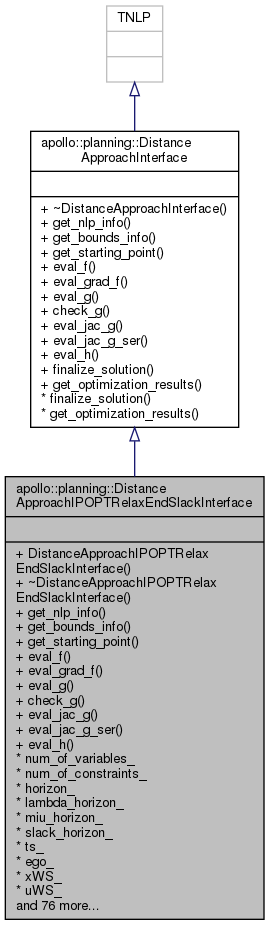 TNLP
apollo::planning::Distance
ApproachInterface
+ ~DistanceApproachInterface()
+ get_nlp_info()
+ get_bounds_info()
+ get_starting_point()
+ eval_f()
+ eval_grad_f()
+ eval_g()
+ check_g()
+ eval_jac_g()
+ eval_jac_g_ser()
+ eval_h()
+ finalize_solution()
+ get_optimization_results()
* finalize_solution()
* get_optimization_results()
apollo::planning::Distance
ApproachIPOPTRelaxEndSlackInterface
+ DistanceApproachIPOPTRelax
EndSlackInterface()
+ ~DistanceApproachIPOPTRelax
EndSlackInterface()
+ get_nlp_info()
+ get_bounds_info()
+ get_starting_point()
+ eval_f()
+ eval_grad_f()
+ eval_g()
+ check_g()
+ eval_jac_g()
+ eval_jac_g_ser()
+ eval_h()
* num_of_variables_
* num_of_constraints_
* horizon_
* lambda_horizon_
* miu_horizon_
* slack_horizon_
* ts_
* ego_
* xWS_
* uWS_
and 76 more...